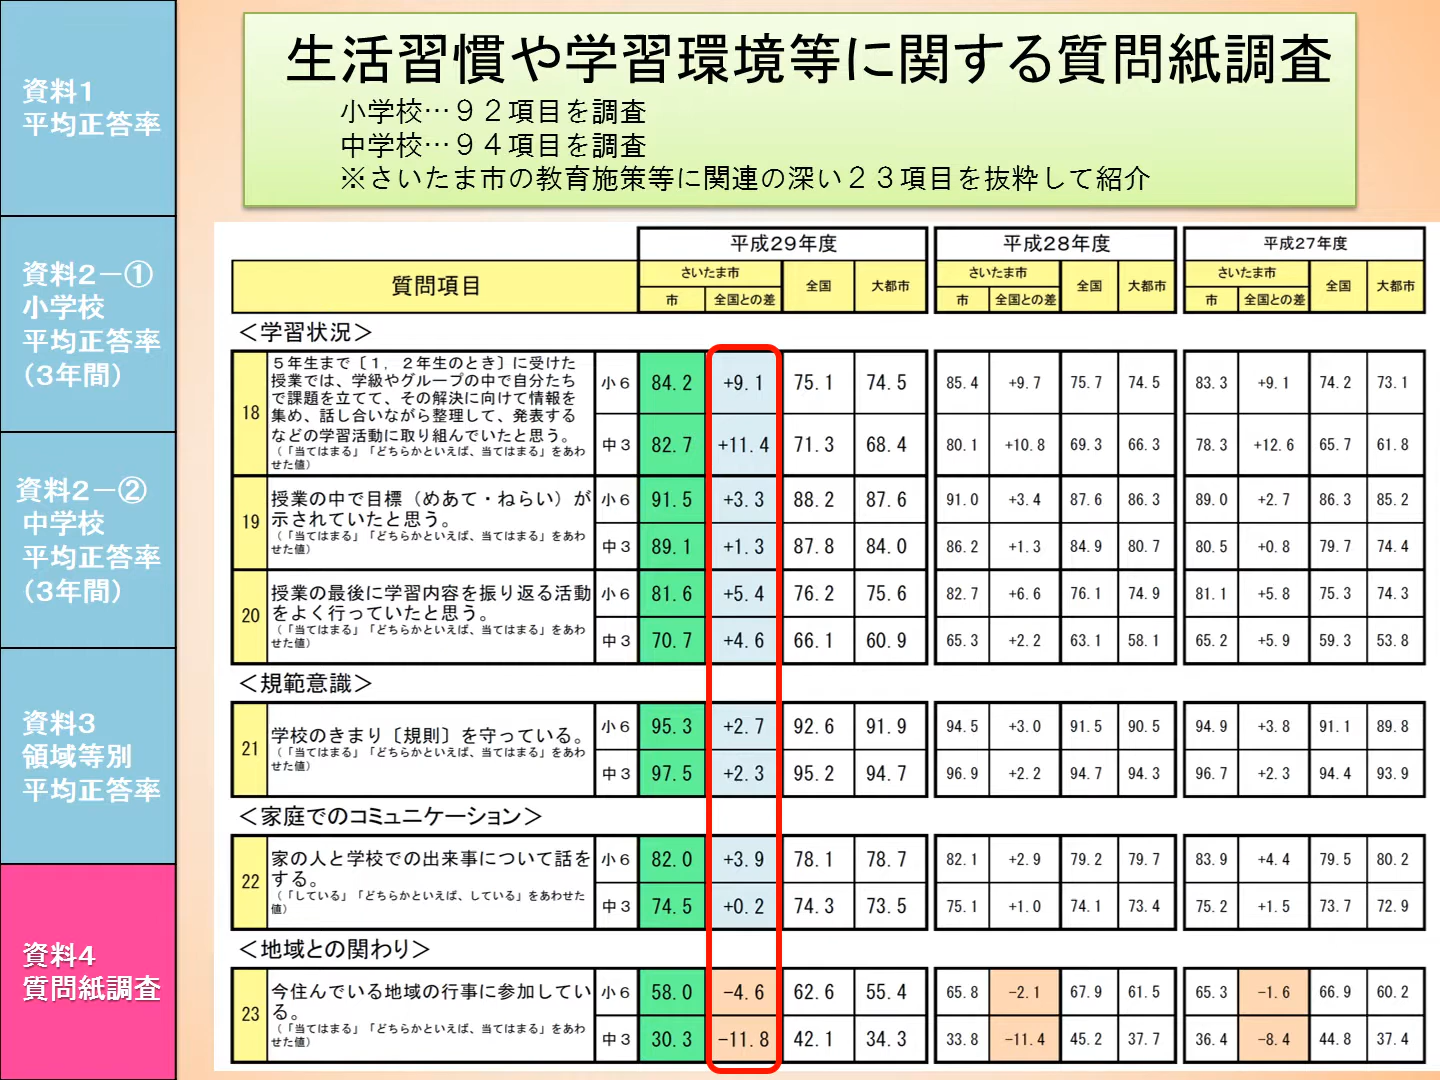 資料1
平均正答率
資料2－①
小学校
平均正答率
（3年間）
資料2－②
中学校
平均正答率
（3年間）
資料3
領域等別
平均正答率
資料4
質問紙調査
生活習慣や学習環境等に関する質問紙調査
小学校…９２項目を調査
中学校…９４項目を調査
※さいたま市の教育施策等に関連の深い２３項目を抜粋して紹介
質問項目 平成29年度 平成28年度 平成27年度
さいたま市 全国 大都市 さいたま市 全国 大都市 さいたま市 全国 大都市
市 全国との差 市 全国との差 市 全国との差
＜学習状況＞
18
５年生まで〔１，２年生のとき〕に受けた
授業では、学級やグループの中で自分たち
で課題を立てて、その解決に向けて情報を
集め、話し合いながら整理して、発表する
などの学習活動に取り組んでいたと思う。
（「当てはまる」「どちらかといえば、当てはまる」をあわ
せた値）
小6 84.2 +9.1 75.1 74.5 85.4 +9.7 75.7 74.5 83.3 +9.1 74.2 73.1
中3 82.7 +11.4 71.3 68.4 80.1 +10.8 69.3 66.3 78.3 +12.6 65.7 61.8
19
授業の中で目標（めあて・ねらい）が
示されていたと思う。
（「当てはまる」「どちらかといえば、当てはまる」をあわ
せた値）
小6 91.5 +3.3 88.2 87.6 91.0 +3.4 87.6 86.3 89.0 +2.7 86.3 85.2
中3 89.1 +1.3 87.8 84.0 86.2 +1.3 84.9 80.7 80.5 +0.8 79.7 74.4
20
授業の最後に学習内容を振り返る活動
をよく行っていたと思う。
（「当てはまる」「どちらかといえば、当てはまる」をあわ
せた値）
小6 81.6 +5.4 76.2 75.6 82.7 +6.6 76.1 74.9 81.1 +5.8 75.3 74.3
中3 70.7 +4.6 66.1 60.9 65.3 +2.2 63.1 58.1 65.2 +5.9 59.3 53.8
＜規範意識＞
21
学校のきまり〔規則〕を守っている。
（「当てはまる」「どちらかといえば、当てはまる」をあわ
せた値）
小6 95.3 +2.7 92.6 91.9 94.5 +3.0 91.5 90.5 94.9 +3.8 91.1 89.8
中3 97.5 +2.3 95.2 94.7 96.9 +2.2 94.7 94.3 96.7 +2.3 94.4 93.9
＜家庭でのコミュニケーション＞
22
家の人と学校での出来事について話を
する。
（「している」「どちらかといえば、している」をあわせた
値）
小6 82.0 +3.9 78.1 78.7 82.1 +2.9 79.2 79.7 83.9 +4.4 79.5 80.2
中3 74.5 +0.2 74.3 73.5 75.1 +1.0 74.1 73.4 75.2 +1.5 73.7 72.9
＜地域との関わり＞
23
今住んでいる地域の行事に参加してい
る。
（「当てはまる」「どちらかといえば、当てはまる」をあわ
せた値）
小6 58.0 -4.6 62.6 55.4 65.8 -2.1 67.9 61.5 65.3 -1.6 66.9 60.2
中3 30.3 -11.8 42.1 34.3 33.8 -11.4 45.2 37.7 36.4 -8.4 44.8 37.4